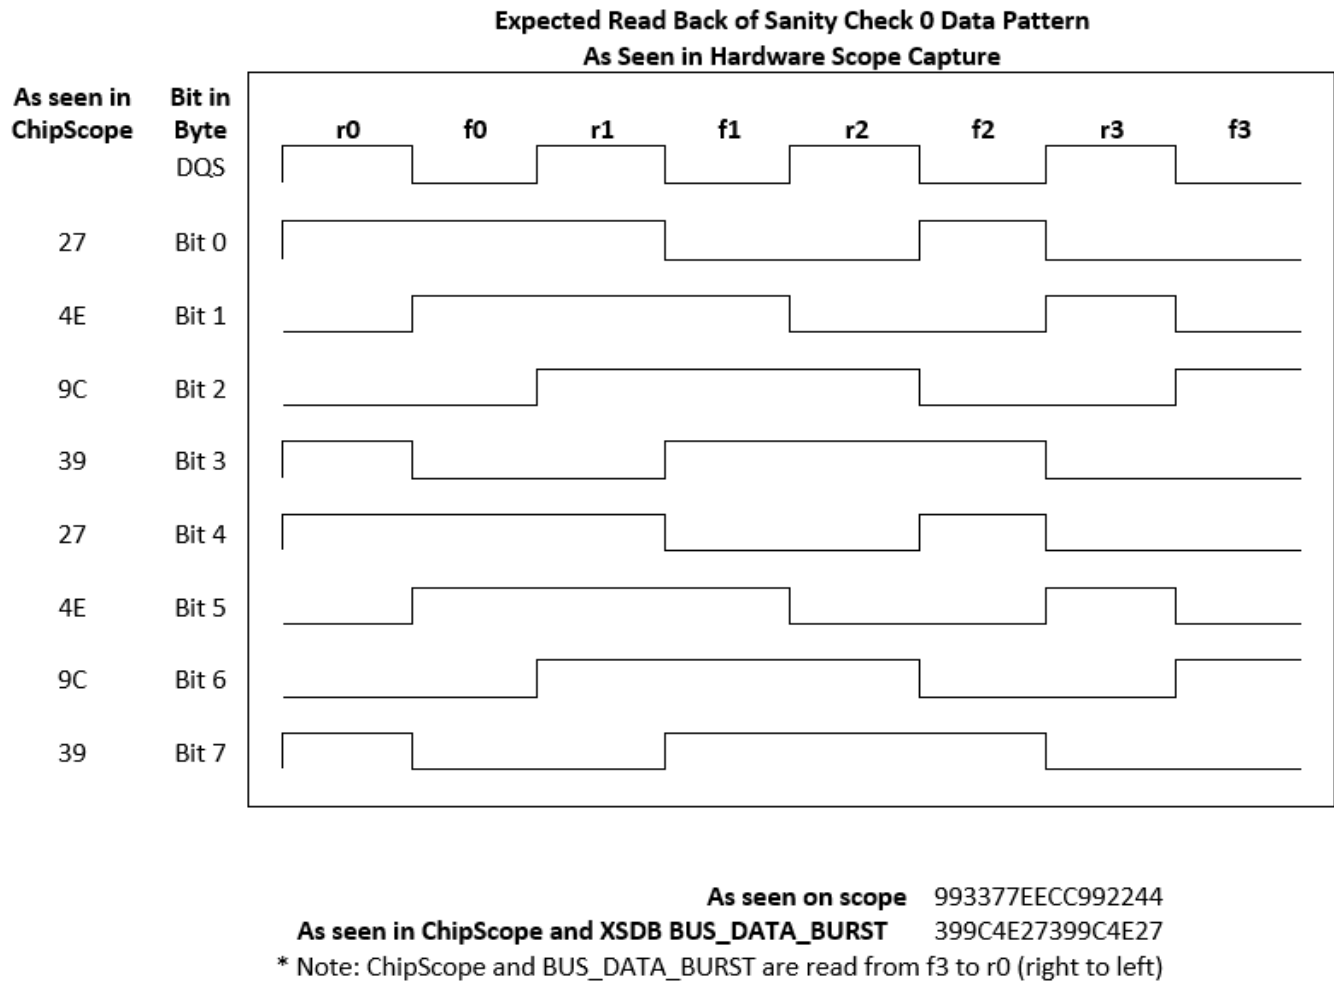 Expected Read Back of Sanity Check 0 Data Pattern
As Seen in Hardware Scope Capture
As seen in ChipScope
Bit in Byte
r0 f0 r1 f1 r2 f2 r3 f3
DQS
27 Bit 0
4E Bit 1
9C Bit 2
39 Bit 3
27 Bit 4
4E Bit 5
9C Bit 6
39 Bit 7
As seen on scope 993377EECC992244
As seen in ChipScope and XSDB BUS_DATA_BURST 399C4E27399C4E27
* Note: ChipScope and BUS_DATA_BURST are read from f3 to r0 (right to left)